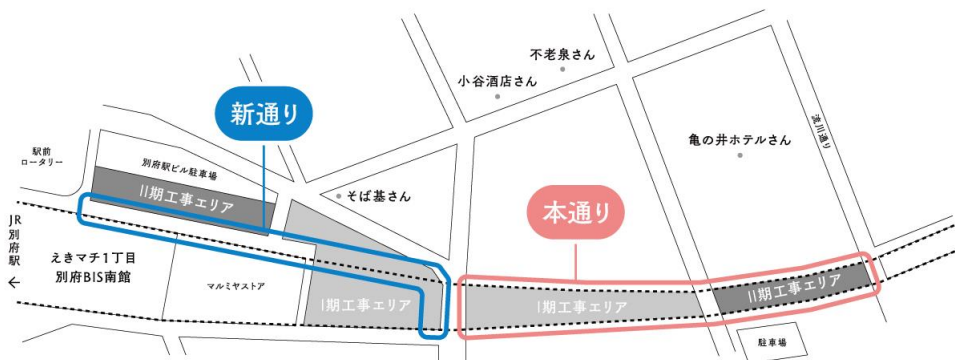 不老泉さん
小谷酒店さん
新通り
流川通り
亀の井ホテルさん
駅前
ロータリー
別府駅ビル駐車場
II期工事エリア
そば基さん
本通り
JR別府駅
←
えきマチ1丁目
別府BIS南館
マルミヤストア
I期工事エリア
I期工事エリア
II期工事エリア
駐車場